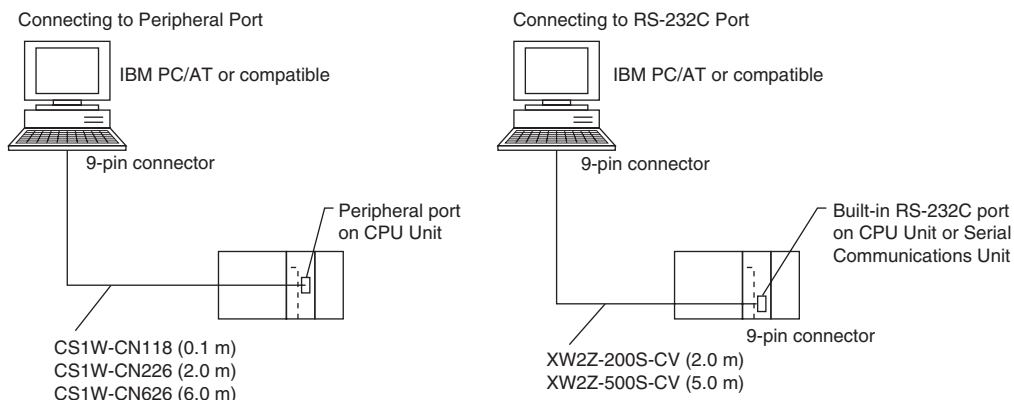 Connecting to Peripheral Port
IBM PC/AT or compatible
9-pin connector
Peripheral port
on CPU Unit
CS1W-CN118 (0.1 m)
CS1W-CN226 (2.0 m)
CS1W-CN626 (6.0 m)
Connecting to RS-232C Port
IBM PC/AT or compatible
9-pin connector
Built-in RS-232C port
on CPU Unit or Serial
Communications Unit
9-pin connector
XW2Z-200S-CV (2.0 m)
XW2Z-500S-CV (5.0 m)